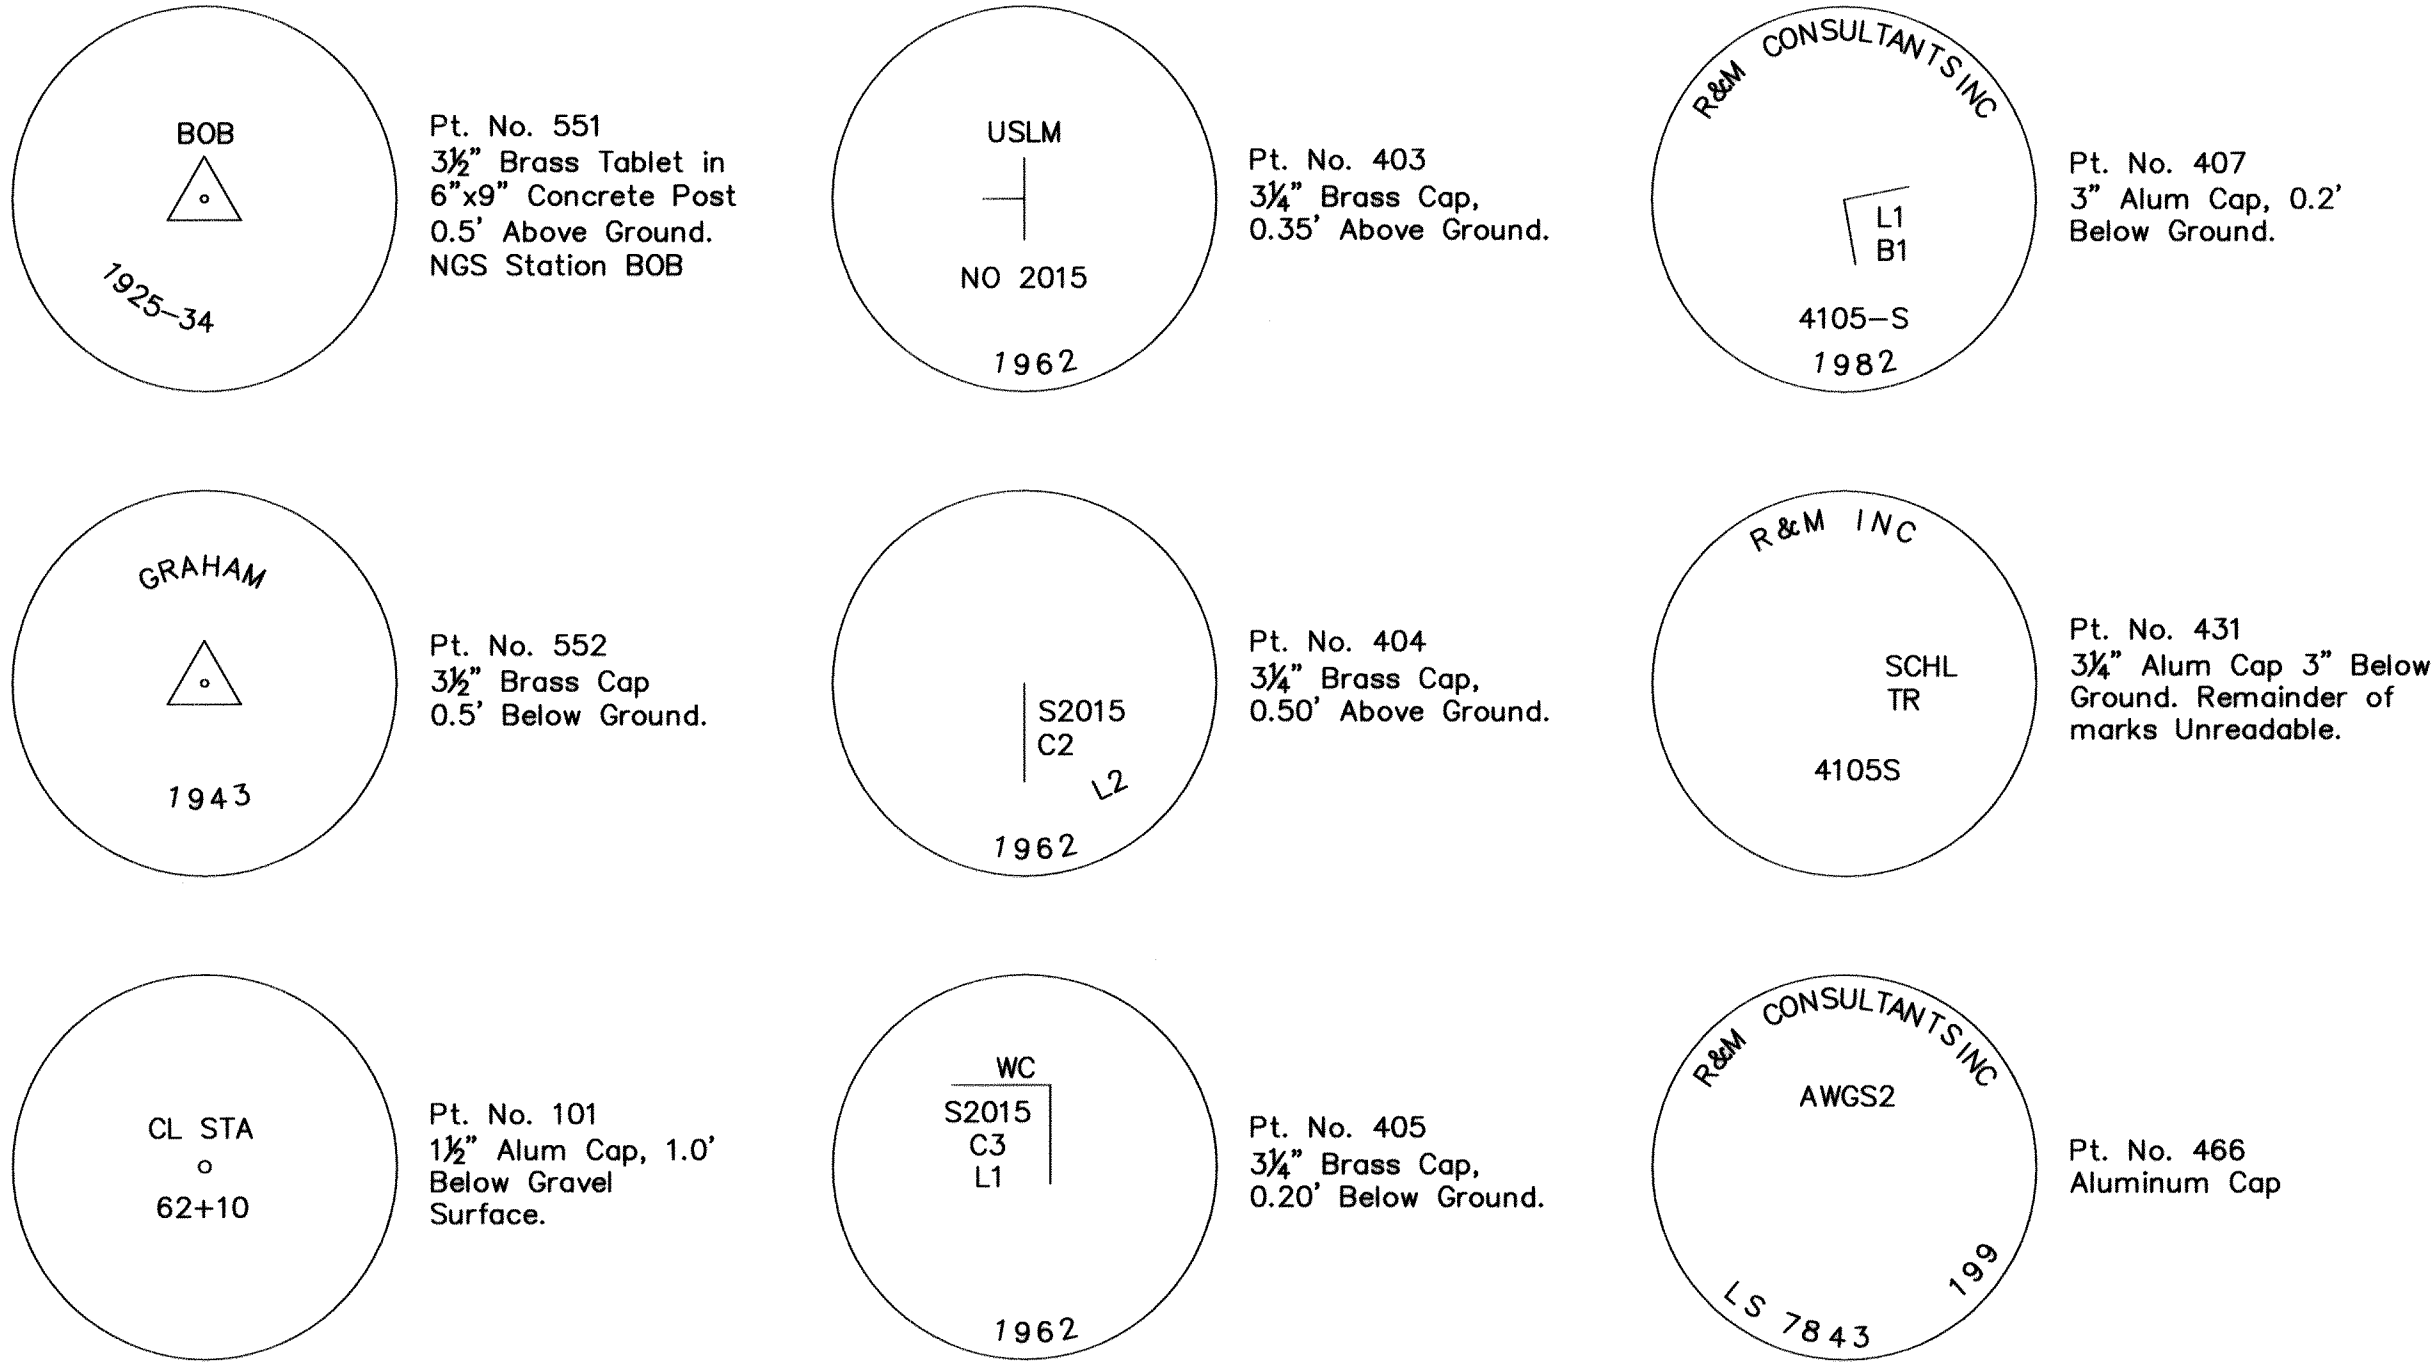 BOB
1925-34
Pt. No. 551
3½" Brass Tablet in
6"x9" Concrete Post
0.5' Above Ground.
NGS Station BOB
USLM
NO 2015
1962
Pt. No. 403
3¼" Brass Cap,
0.35' Above Ground.
R&M CONSULTANTS INC
L1
B1
4105-S
1982
Pt. No. 407
3" Alum Cap, 0.2'
Below Ground.
GRAHAM
1943
Pt. No. 552
3½" Brass Cap
0.5' Below Ground.
S2015
C2
L2
1962
Pt. No. 404
3¼" Brass Cap,
0.50' Above Ground.
R&M INC
SCHL
TR
4105S
Pt. No. 431
3¼" Alum Cap 3" Below
Ground. Remainder of
marks Unreadable.
CL STA
62+10
Pt. No. 101
1½" Alum Cap, 1.0'
Below Gravel
Surface.
WC
S2015
C3
L1
1962
Pt. No. 405
3¼" Brass Cap,
0.20' Below Ground.
R&M CONSULTANTS INC
AWGS2
199
LS 7843
Pt. No. 466
Aluminum Cap